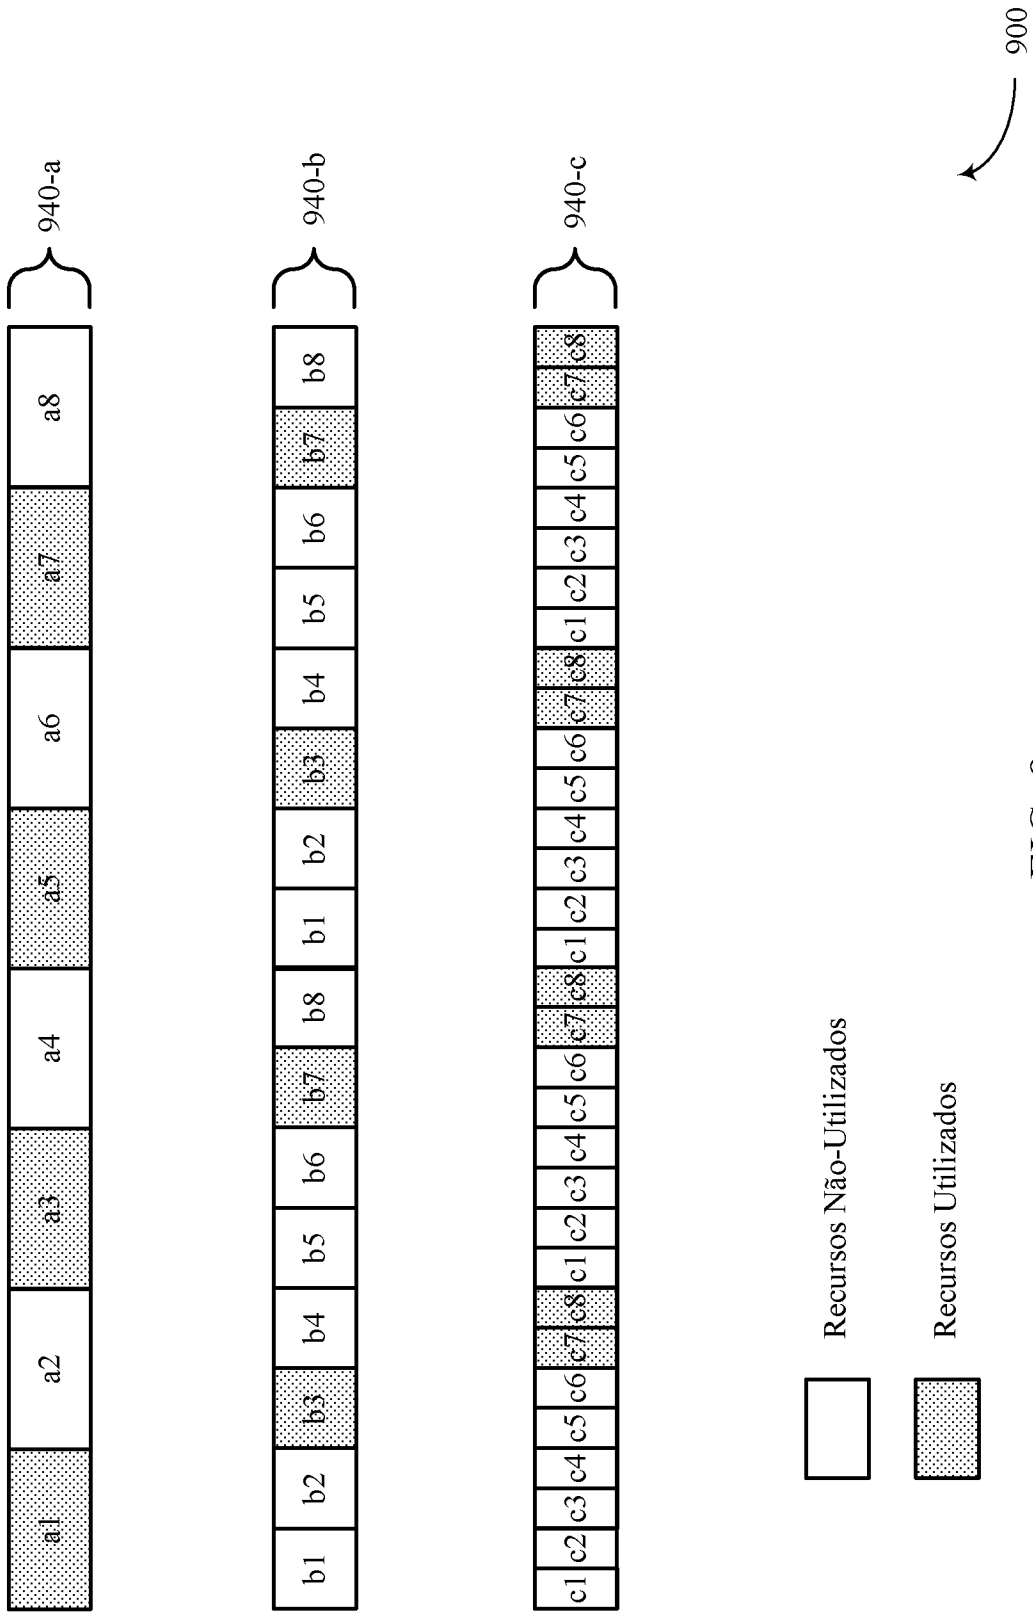 a1 a2 a3 a4 a5 a6 a7 a8 940-a
b1 b2 b3 b4 b5 b6 b7 b8 b1 b2 b3 b4 b5 b6 b7 b8 940-b
c1 c2 c3 c4 c5 c6 c7 c8 c1 c2 c3 c4 c5 c6 c7 c8 c1 c2 c3 c4 c5 c6 c7 c8 c1 c2 c3 c4 c5 c6 c7 c8 940-c
Recursos Não-Utilizados
Recursos Utilizados
900